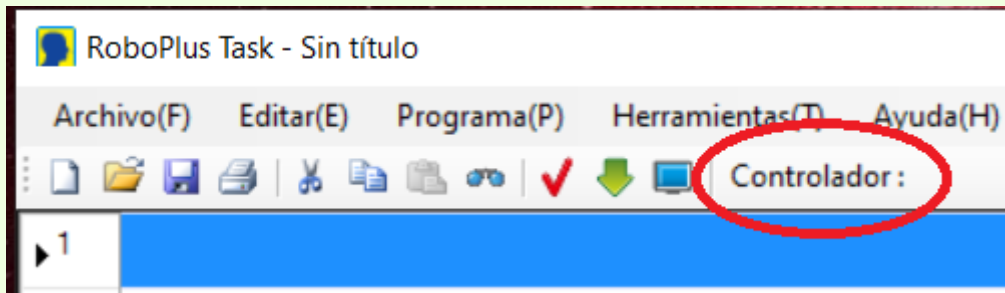 RoboPlus Task - Sin título
Archivo(F) Editar(E) Programa(P) Herramientas(T) Ayuda(H)
Controlador :
1